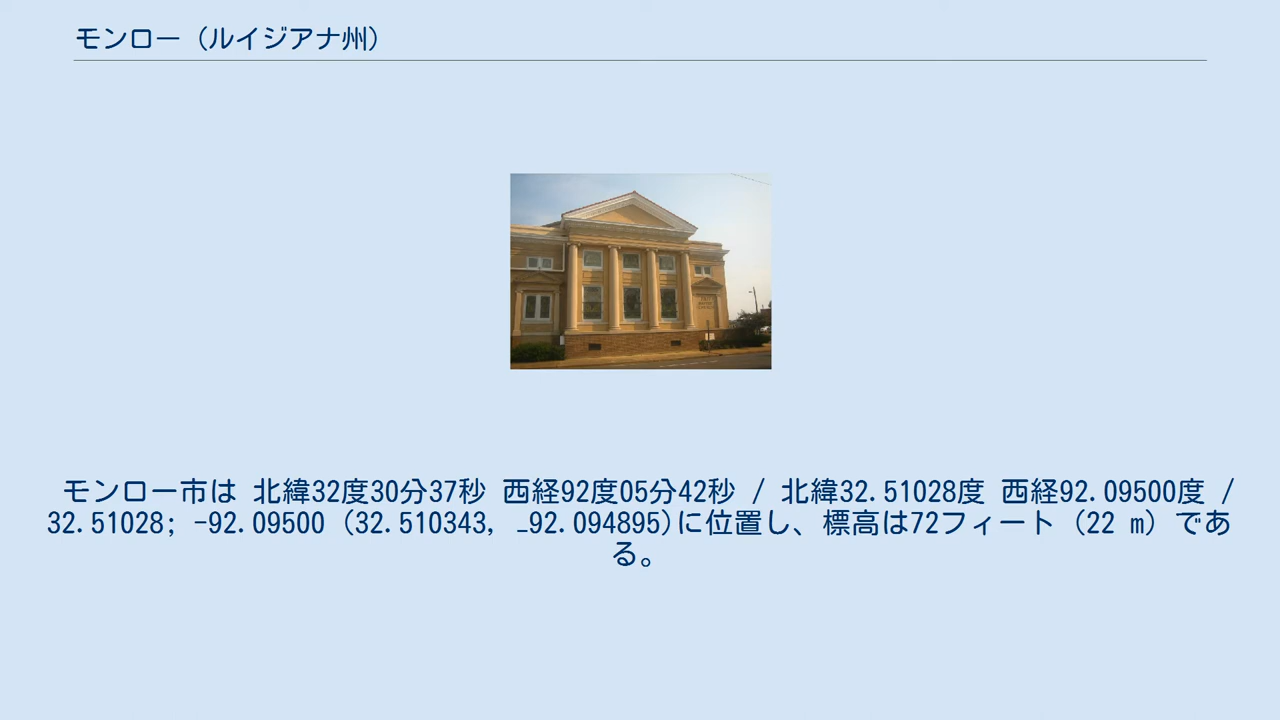 モンロー（ルイジアナ州）
モンロー市は 北緯32度30分37秒 西経92度05分42秒 / 北緯32.51028度 西経92.09500度 /
32.51028; -92.09500 (32.510343, –92.094895)に位置し、標高は72フィート（22 m）であ
る。